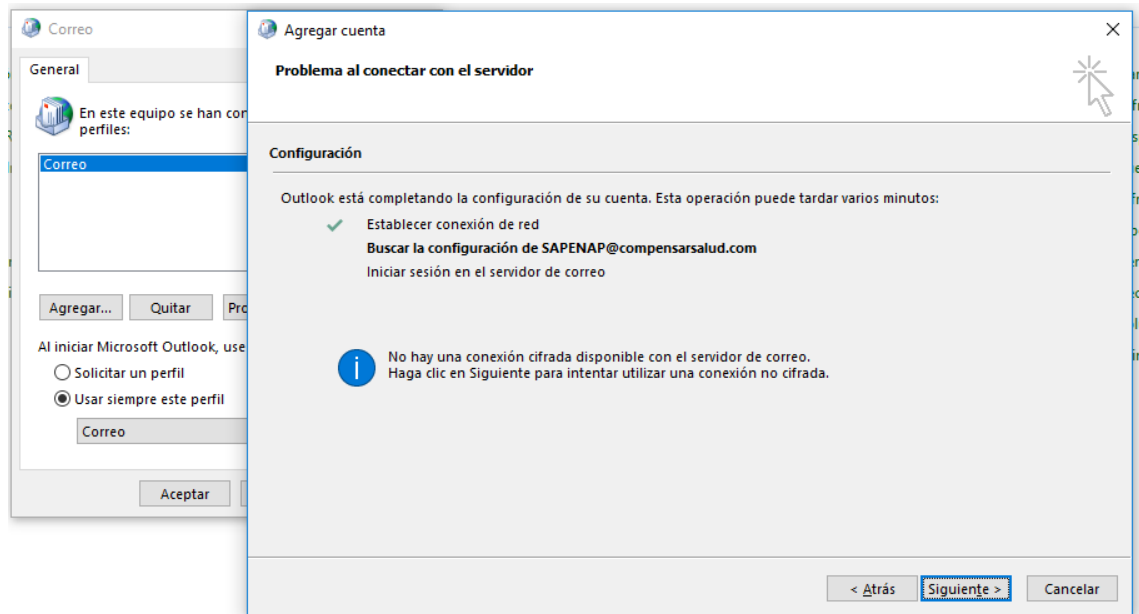 Correo
General
En este equipo se han con
perfiles:
Correo
Agregar...
Quitar
Pro
Al iniciar Microsoft Outlook, use
Solicitar un perfil
Usar siempre este perfil
Correo
Aceptar
Agregar cuenta
Problema al conectar con el servidor
Configuración
Outlook está completando la configuración de su cuenta. Esta operación puede tardar varios minutos:
Establecer conexión de red
Buscar la configuración de SAPENAP@compensarsalud.com
Iniciar sesión en el servidor de correo
No hay una conexión cifrada disponible con el servidor de correo.
Haga clic en Siguiente para intentar utilizar una conexión no cifrada.
< Atrás
Siguiente >
Cancelar